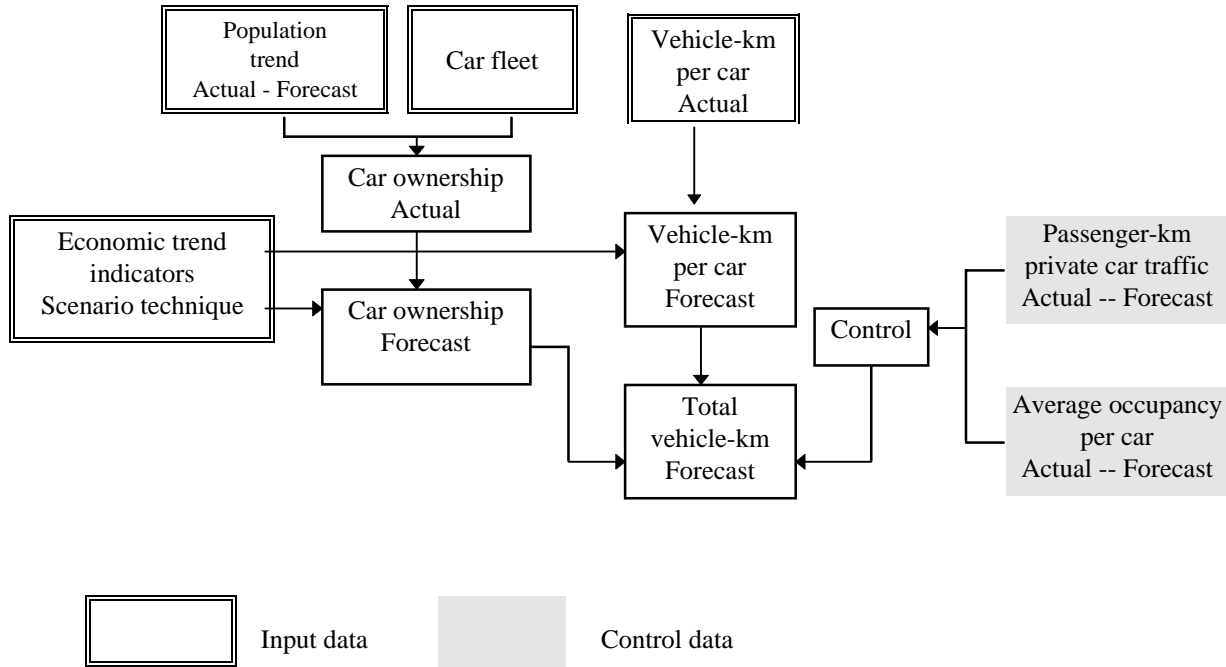 Population
trend
Actual - Forecast
Car fleet
Vehicle-km
per car
Actual
Car ownership
Actual
Economic trend
indicators
Scenario technique
Vehicle-km
per car
Forecast
Passenger-km
private car traffic
Actual -- Forecast
Car ownership
Forecast
Control
Total
vehicle-km
Forecast
Average occupancy
per car
Actual -- Forecast
Input data
Control data